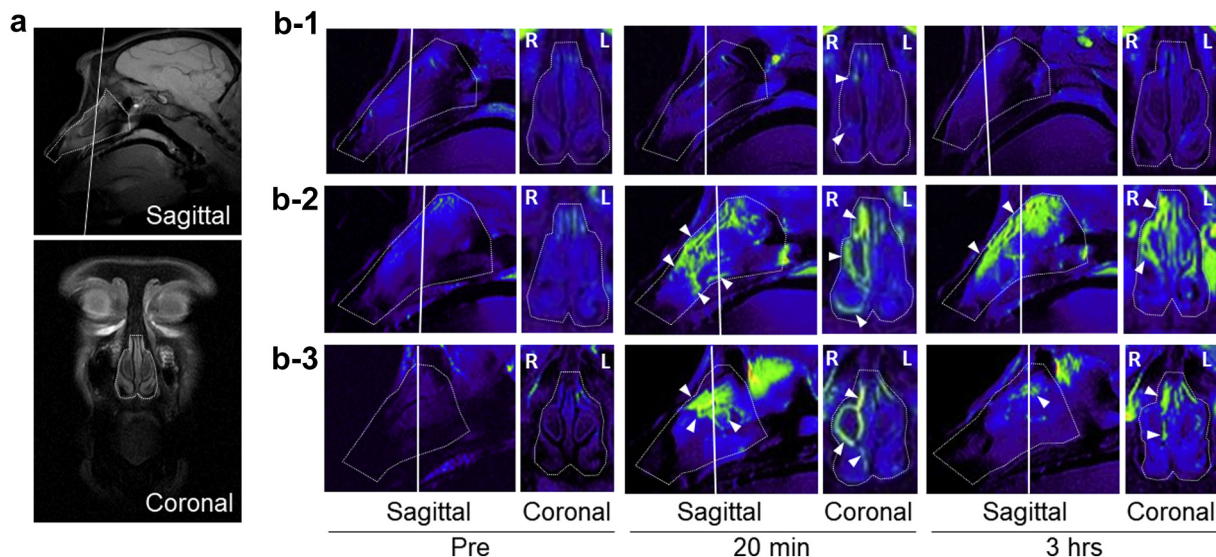 a
Sagittal
Coronal
b-1
R L
R L
R L
b-2
R L
R L
b-3
R L
R L
Sagittal Coronal Sagittal Coronal Sagittal Coronal
Pre 20 min 3 hrs